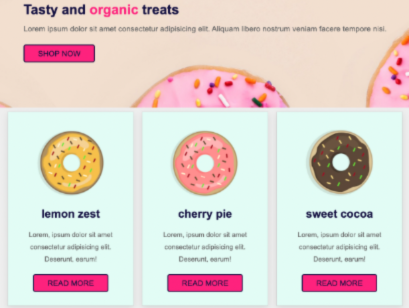 Tasty and organic treats
Lorem ipsum dolor sit amet consectetur adipisicing elit. Aliquam libero nostrum veniam facere tempore nisi.
SHOP NOW
lemon zest
Lorem, ipsum dolor sit amet
consectetur adipisicing elit.
Deserunt, earum!
READ MORE
cherry pie
Lorem, ipsum dolor sit amet
consectetur adipisicing elit.
Deserunt, earum!
READ MORE
sweet cocoa
Lorem, ipsum dolor sit amet
consectetur adipisicing elit.
Deserunt, earum!
READ MORE